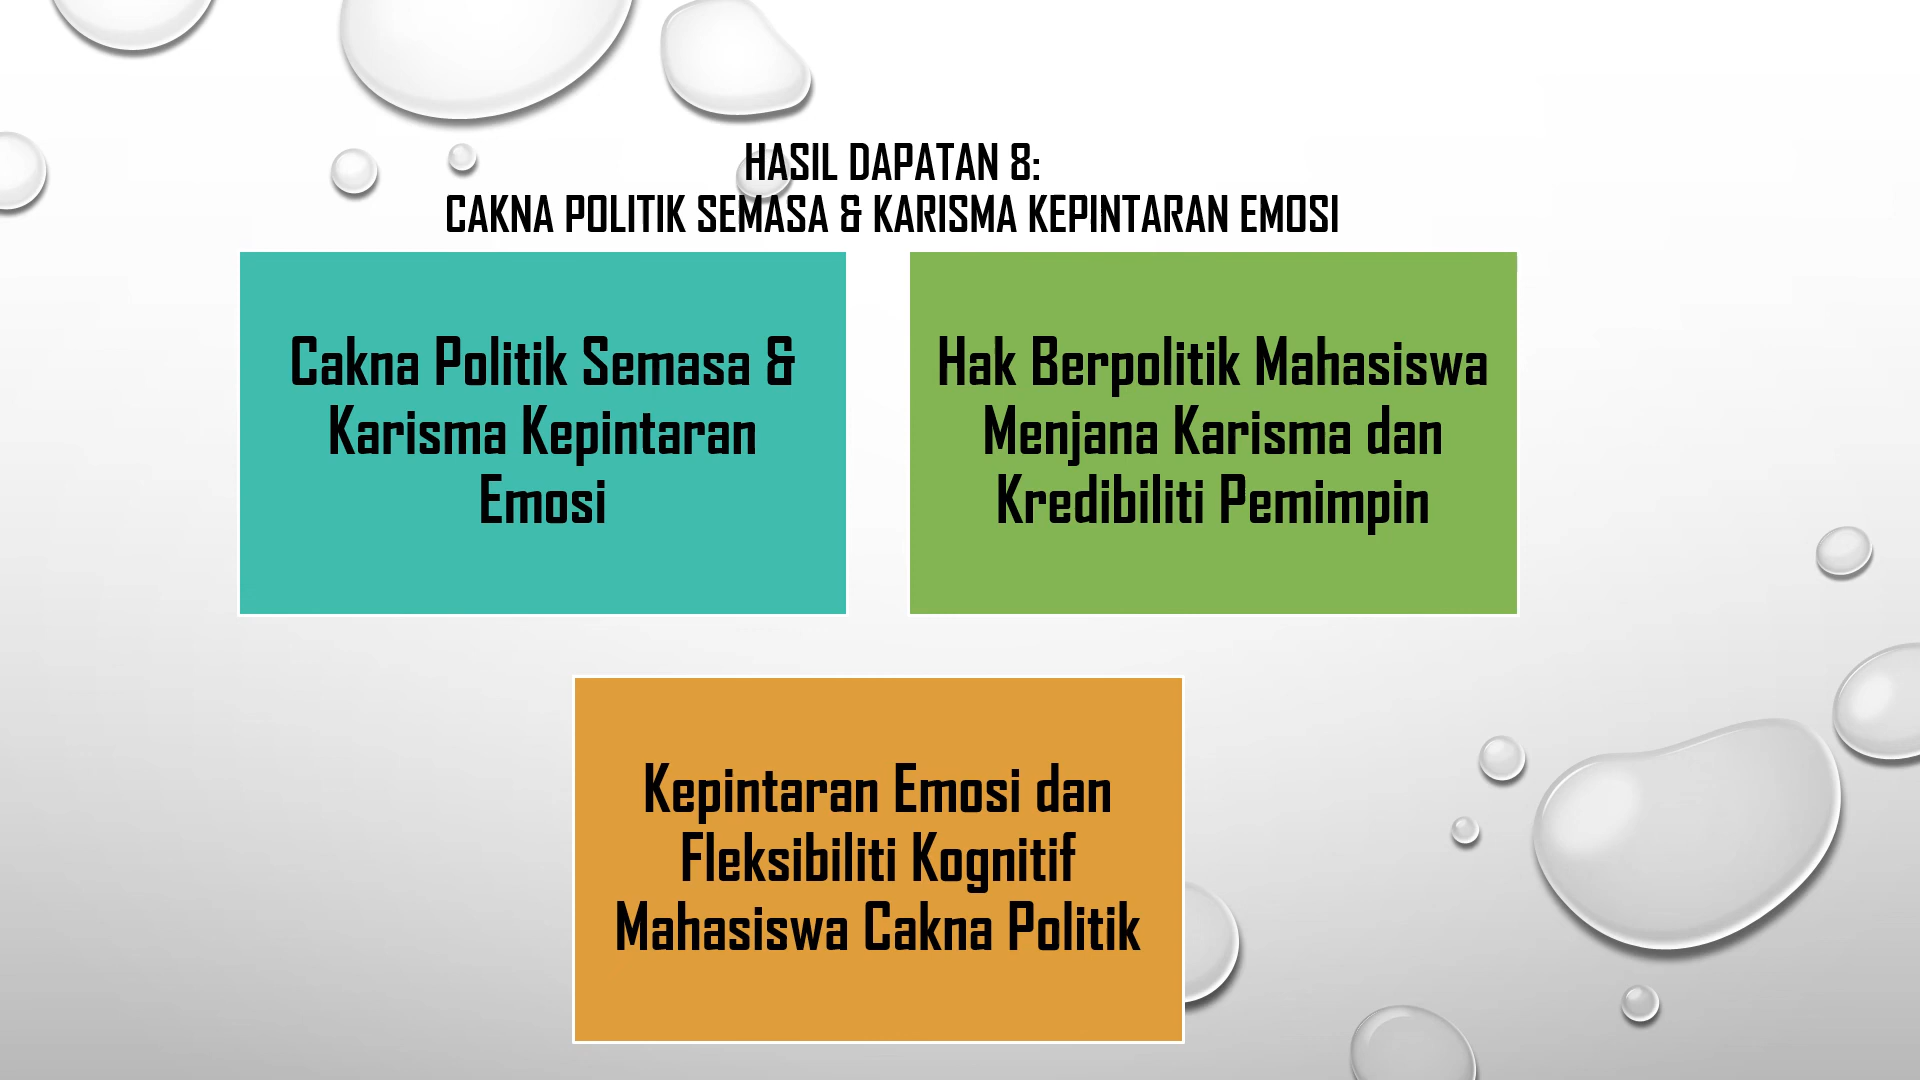 HASIL DAPATAN 8:
CAKNA POLITIK SEMASA & KARISMA KEPINTARAN EMOSI
Cakna Politik Semasa &
Karisma Kepintaran
Emosi
Hak Berpolitik Mahasiswa
Menjana Karisma dan
Kredibiliti Pemimpin
Kepintaran Emosi dan
Fleksibiliti Kognitif
Mahasiswa Cakna Politik